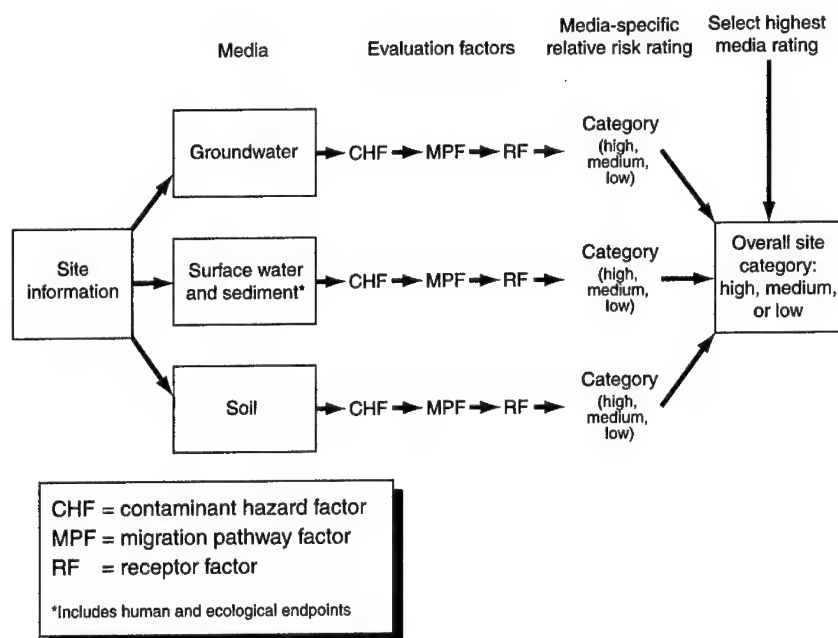 Media
Evaluation factors
Media-specific
relative risk rating
Select highest
media rating
Groundwater
CHF
MPF
RF
Category
(high,
medium,
low)
Site
information
Surface water
and sediment*
CHF
MPF
RF
Category
(high,
medium,
low)
Overall site
category:
high, medium,
or low
Soil
CHF
MPF
RF
Category
(high,
medium,
low)
CHF = contaminant hazard factor
MPF = migration pathway factor
RF = receptor factor
*Includes human and ecological endpoints